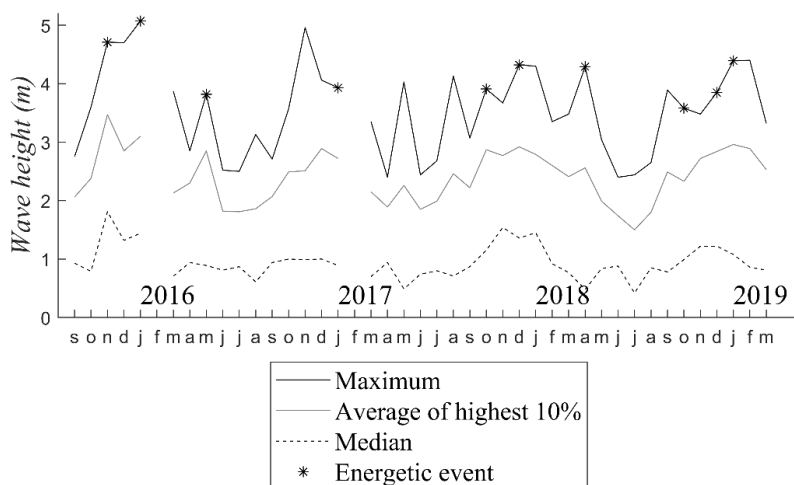 Wave height (m)
5
4
3
2
1
0
2016 2017 2018 2019
s o n d j f m a m j j a s o n d j f m a m j j a s o n d j f m a m j j a s o n d j f m
Maximum
Average of highest 10%
Median
Energetic event